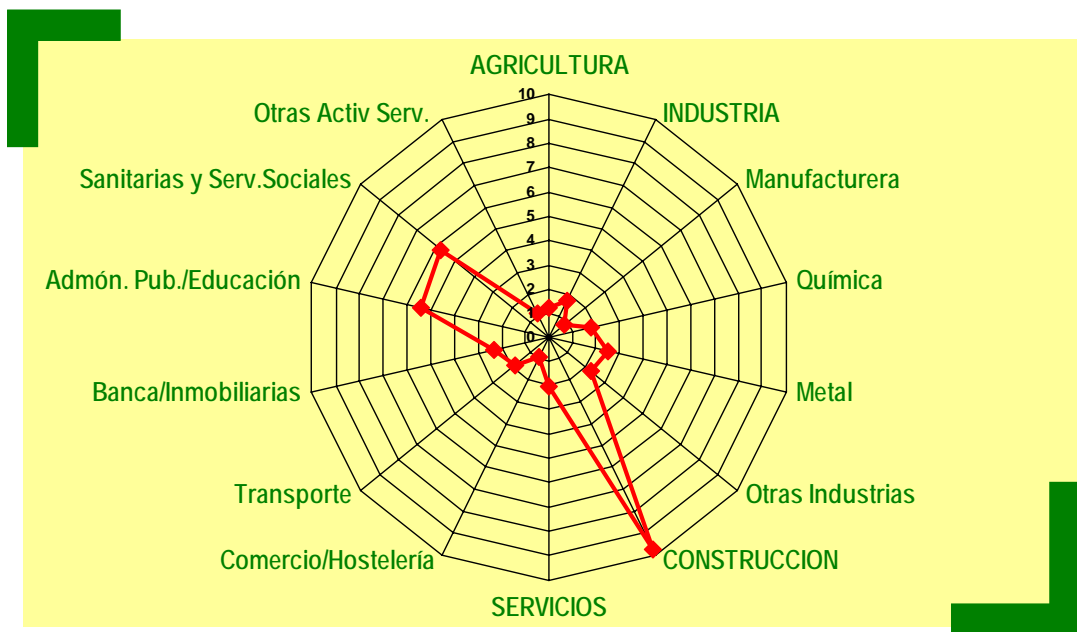 AGRICULTURA
INDUSTRIA
Manufacturera
Química
Metal
Otras Industrias
CONSTRUCCION
SERVICIOS
Comercio/Hostelería
Transporte
Banca/Inmobiliarias
Admón. Pub./Educación
Sanitarias y Serv.Sociales
Otras Activ Serv.
10
9
8
7
6
5
4
3
2
1
0